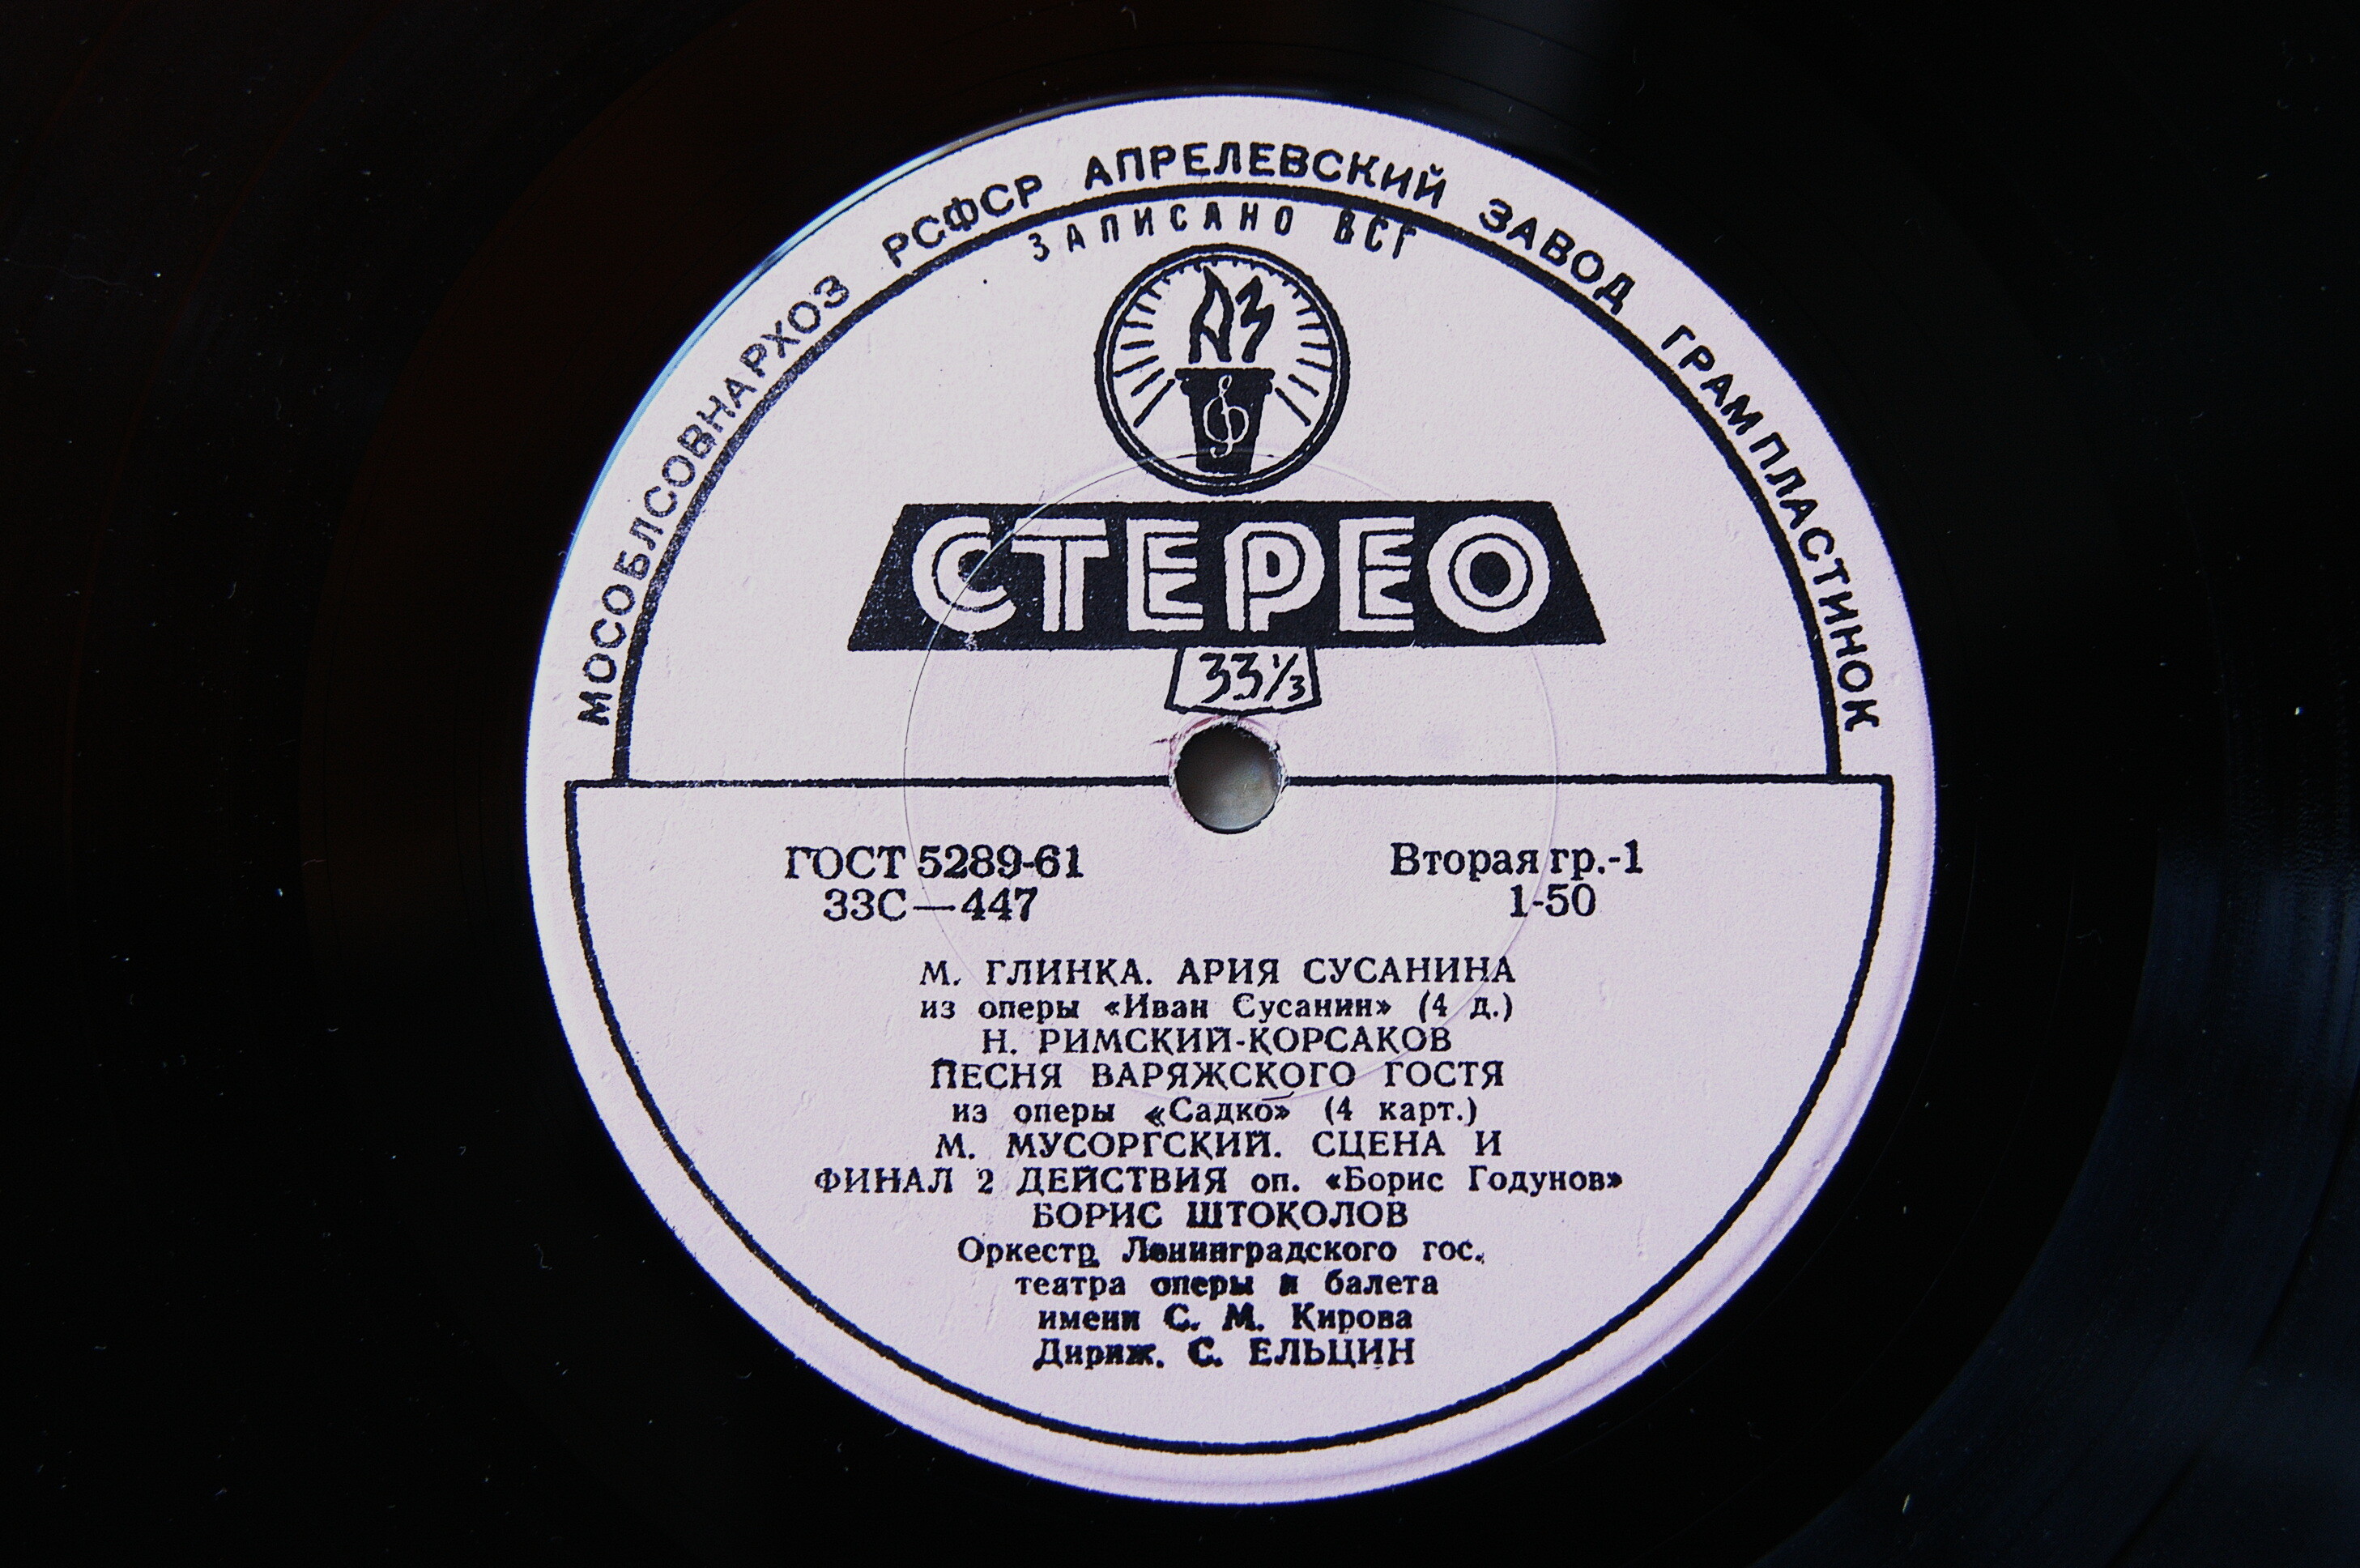 МОСОБЛСОВНАРХОЗ РСФСР АПРЕЛЕВСКИЙ ЗАВОД ГРАМПЛАСТИНОК
ЗАПИСАНО ВСГ
СТЕРЕО
33⅓
ГОСТ 5289-61 Вторая гр.-1
33С—447 1-50
М. ГЛИНКА. АРИЯ СУСАНИНА
из оперы «Иван Сусанин» (4 д.)
Н. РИМСКИЙ-КОРСАКОВ
ПЕСНЯ ВАРЯЖСКОГО ГОСТЯ
из оперы «Садко» (4 карт.)
М. МУСОРГСКИЙ. СЦЕНА И
ФИНАЛ 2 ДЕЙСТВИЯ оп. «Борис Годунов»
БОРИС ШТОКОЛОВ
Оркестр Ленинградского гос.
театра оперы и балета
имени С. М. Кирова
Дириж. С. ЕЛЬЦИН